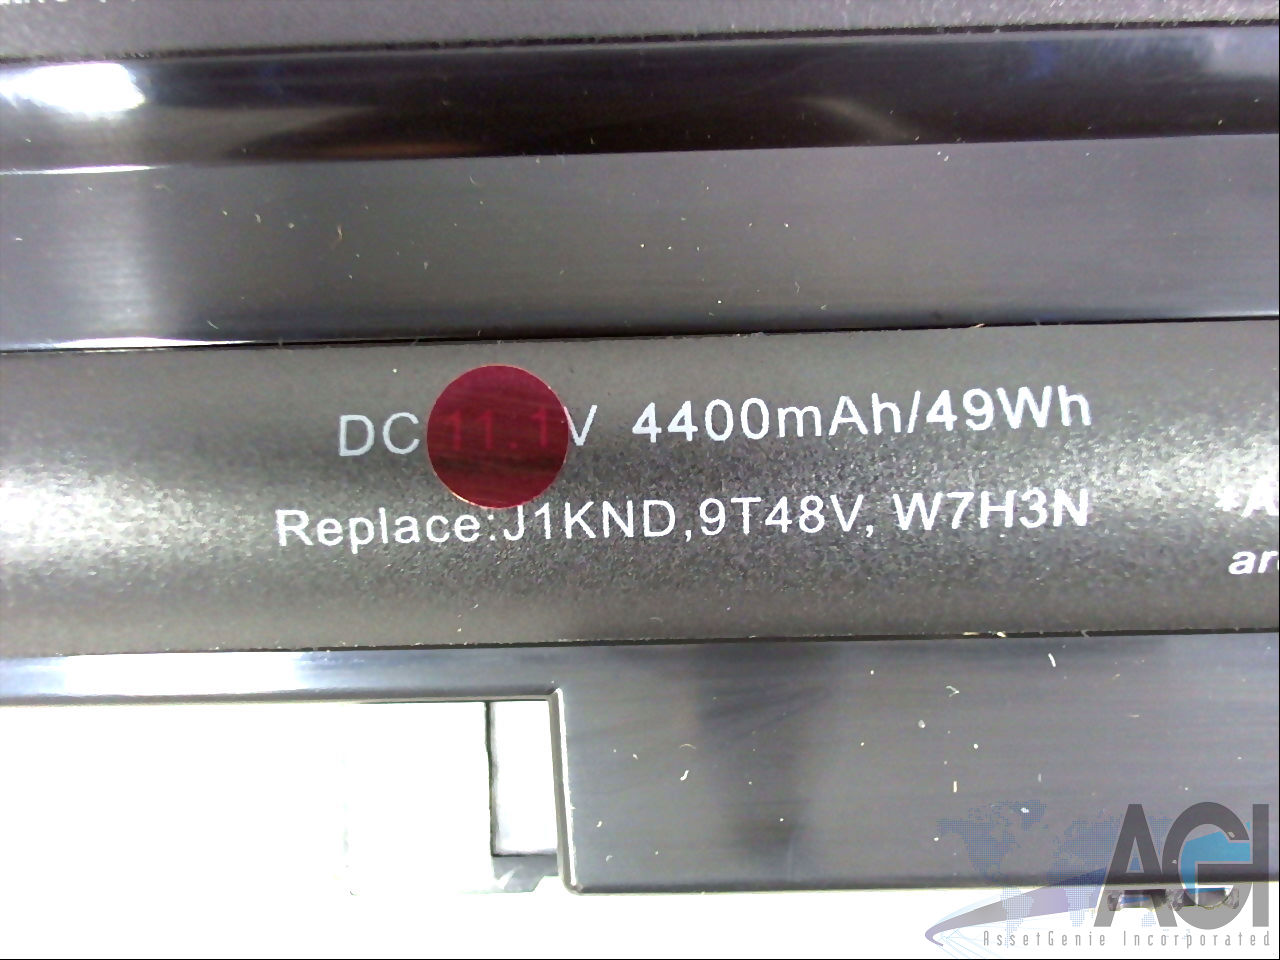 DC 11.1V 4400mAh/49Wh
Replace:J1KND,9T48V, W7H3N
AGI
AssetGenie Incorporated